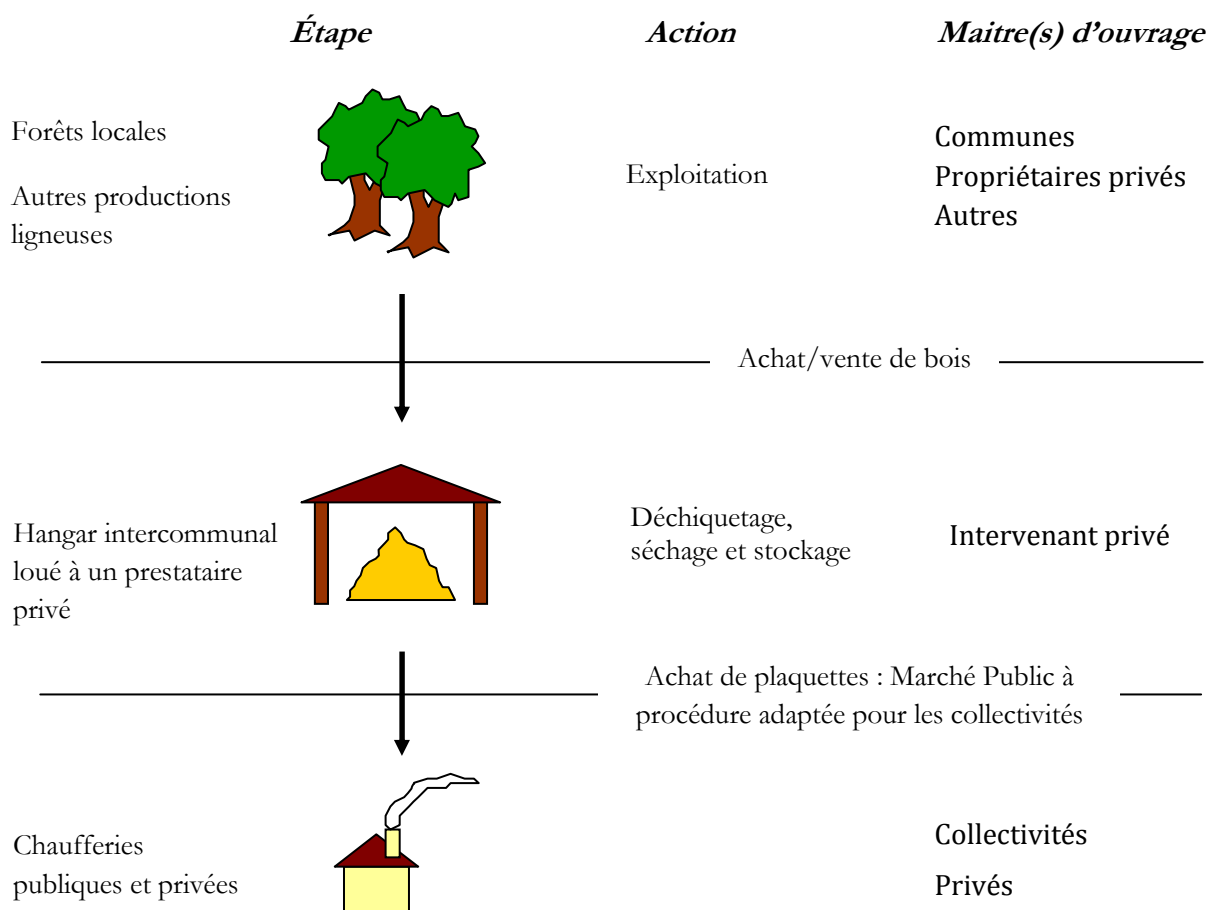 Étape Action Maitre(s) d'ouvrage
Forêts locales
Autres productions
ligneuses
Exploitation
Communes
Propriétaires privés
Autres
Achat/vente de bois
Hangar intercommunal
loué à un prestataire
privé
Déchiquetage,
séchage et stockage
Intervenant privé
Achat de plaquettes : Marché Public à
procédure adaptée pour les collectivités
Chaufferies
publiques et privées
Collectivités
Privés